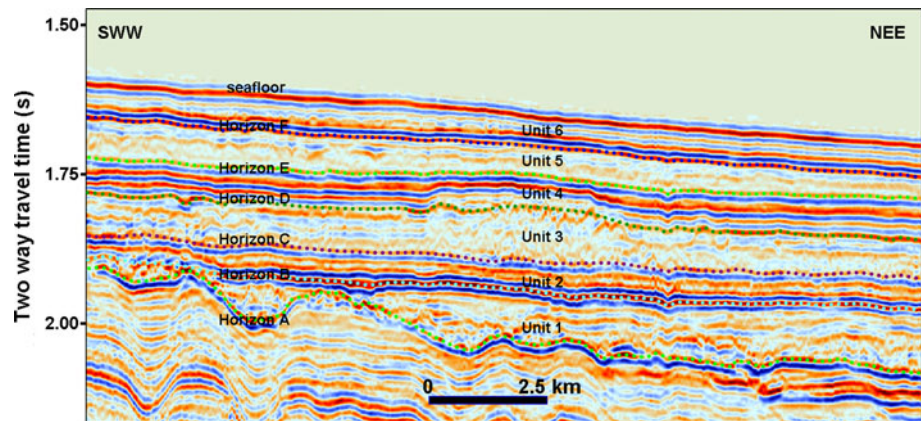 1.50
SWW
NEE
seafloor
Horizon F
Unit 6
Unit 5
Horizon E
1.75
Unit 4
Horizon D
Unit 3
Horizon C
Horizon B
Unit 2
Horizon A
2.00
Unit 1
0
2.5 km
Two way travel time (s)